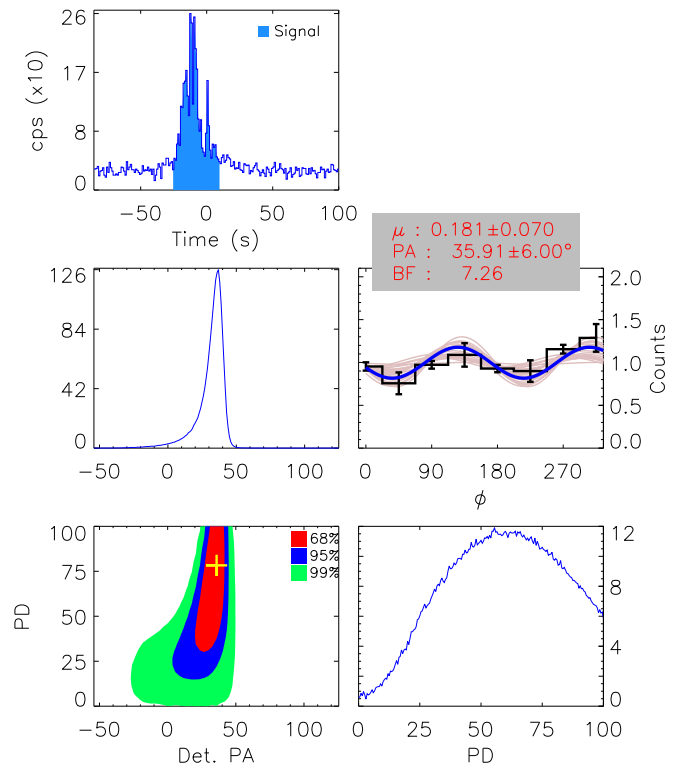 26
17
8
0
cps (x10)
Signal
−50 0 50 100
Time (s)
μ : 0.181±0.070
PA : 35.91±6.00°
BF : 7.26
126
84
42
0
−50 0 50 100
2.0
1.5
1.0
0.5
0.0
Counts
0 90 180 270
ϕ
100
75
50
25
0
PD
68%
95%
99%
−50 0 50 100
Det. PA
12
8
4
0
0 25 50 75 100
PD